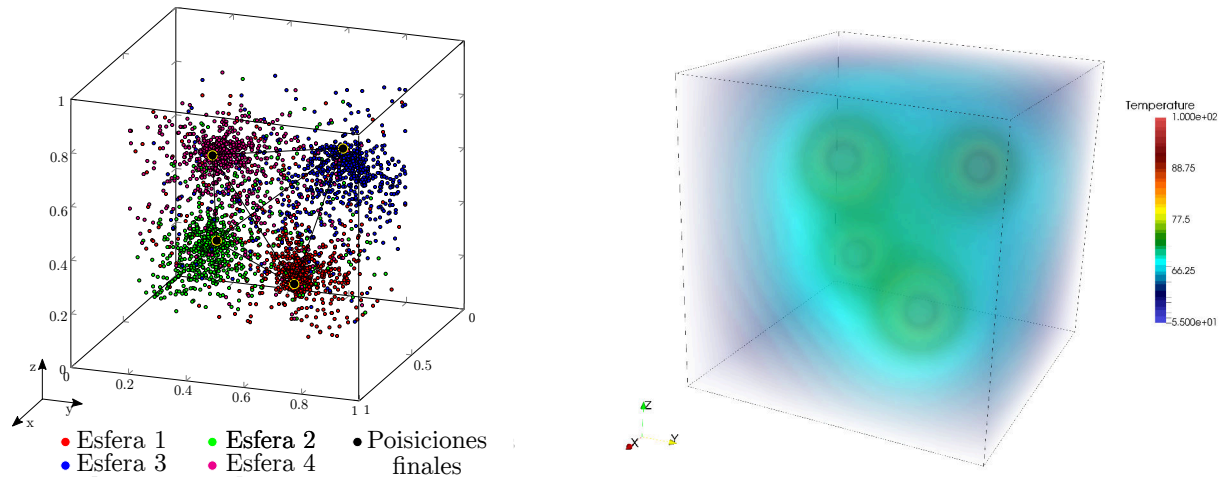 1
0.8
0.6
0.4
0.2
0
0
0.2
0.4
0.6
0.8
1
1
0.5
0
z
y
x
Esfera 1
Esfera 2
Poisiciones
finales
Esfera 3
Esfera 4
Temperature
1.000e+02
88.75
77.5
66.25
5.500e+01
Z
X
Y